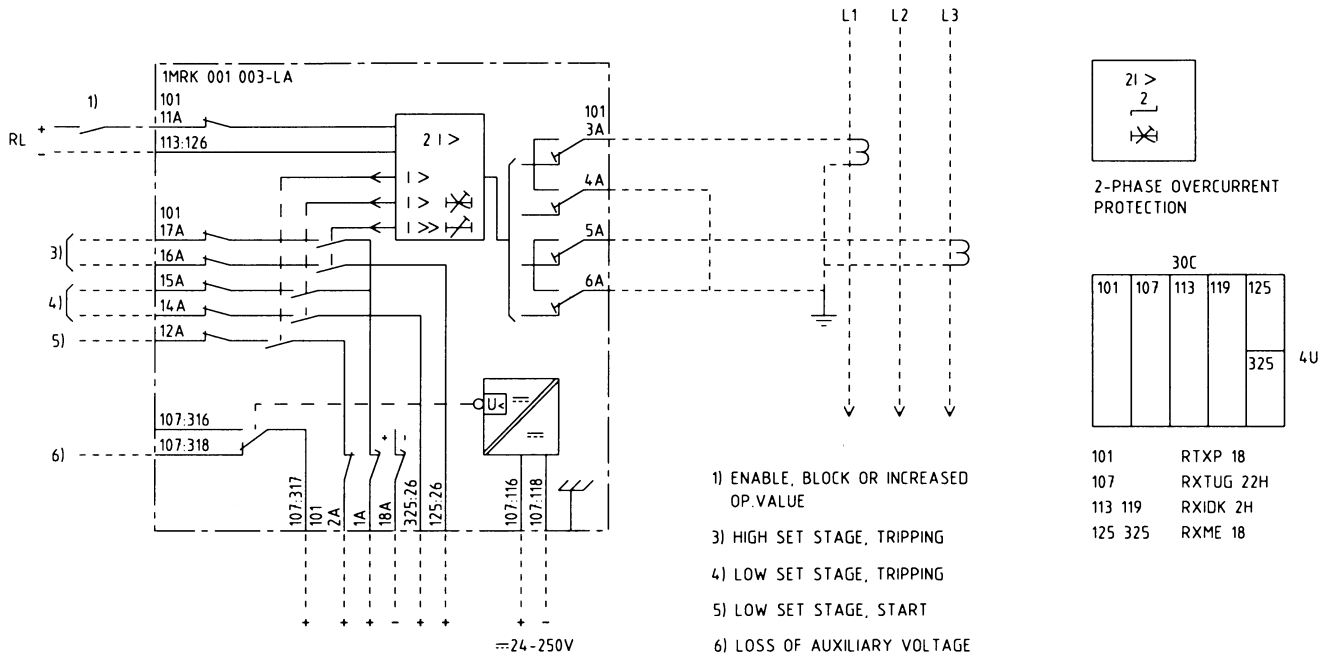 L1 L2 L3
1MRK 001 003-LA
1)
101
11A
RL + -
113:126
2 I >
I >
I >
I >>
101
3A
4A
5A
6A
101
17A
3)
16A
15A
4)
14A
12A
5)
U<
107:316
107:318
6)
+ -
107:317
101
2A
1A
18A
325:26
125:26
107:116
107:118
+ + + - + + + -
24-250V
1) ENABLE, BLOCK OR INCREASED
OP.VALUE
3) HIGH SET STAGE, TRIPPING
4) LOW SET STAGE, TRIPPING
5) LOW SET STAGE, START
6) LOSS OF AUXILIARY VOLTAGE
2I >
2
2-PHASE OVERCURRENT
PROTECTION
30C
101 107 113 119 125
325
4U
101 RTXP 18
107 RXTUG 22H
113 119 RXIDK 2H
125 325 RXME 18